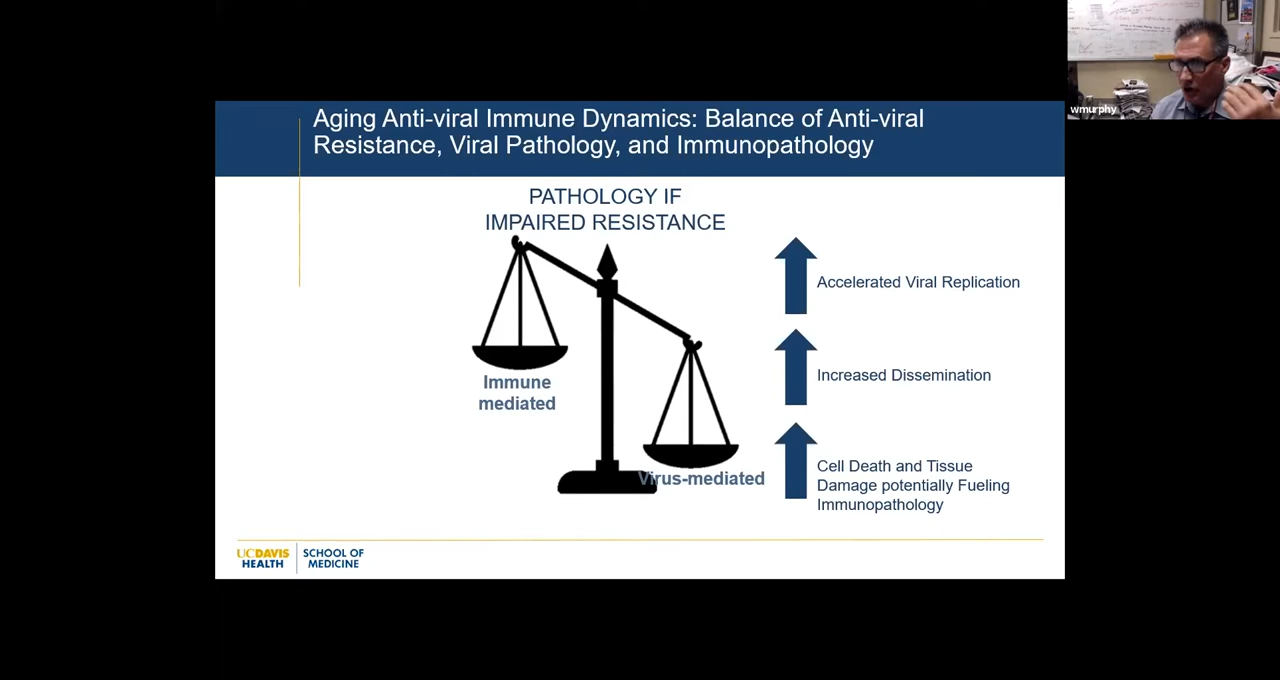 Aging Anti-viral Immune Dynamics: Balance of Anti-viral
Resistance, Viral Pathology, and Immunopathology
PATHOLOGY IF
IMPAIRED RESISTANCE
Immune
mediated
Virus-mediated
Accelerated Viral Replication
Increased Dissemination
Cell Death and Tissue
Damage potentially Fueling
Immunopathology
UCDAVIS
HEALTH
SCHOOL OF
MEDICINE
wmurphy